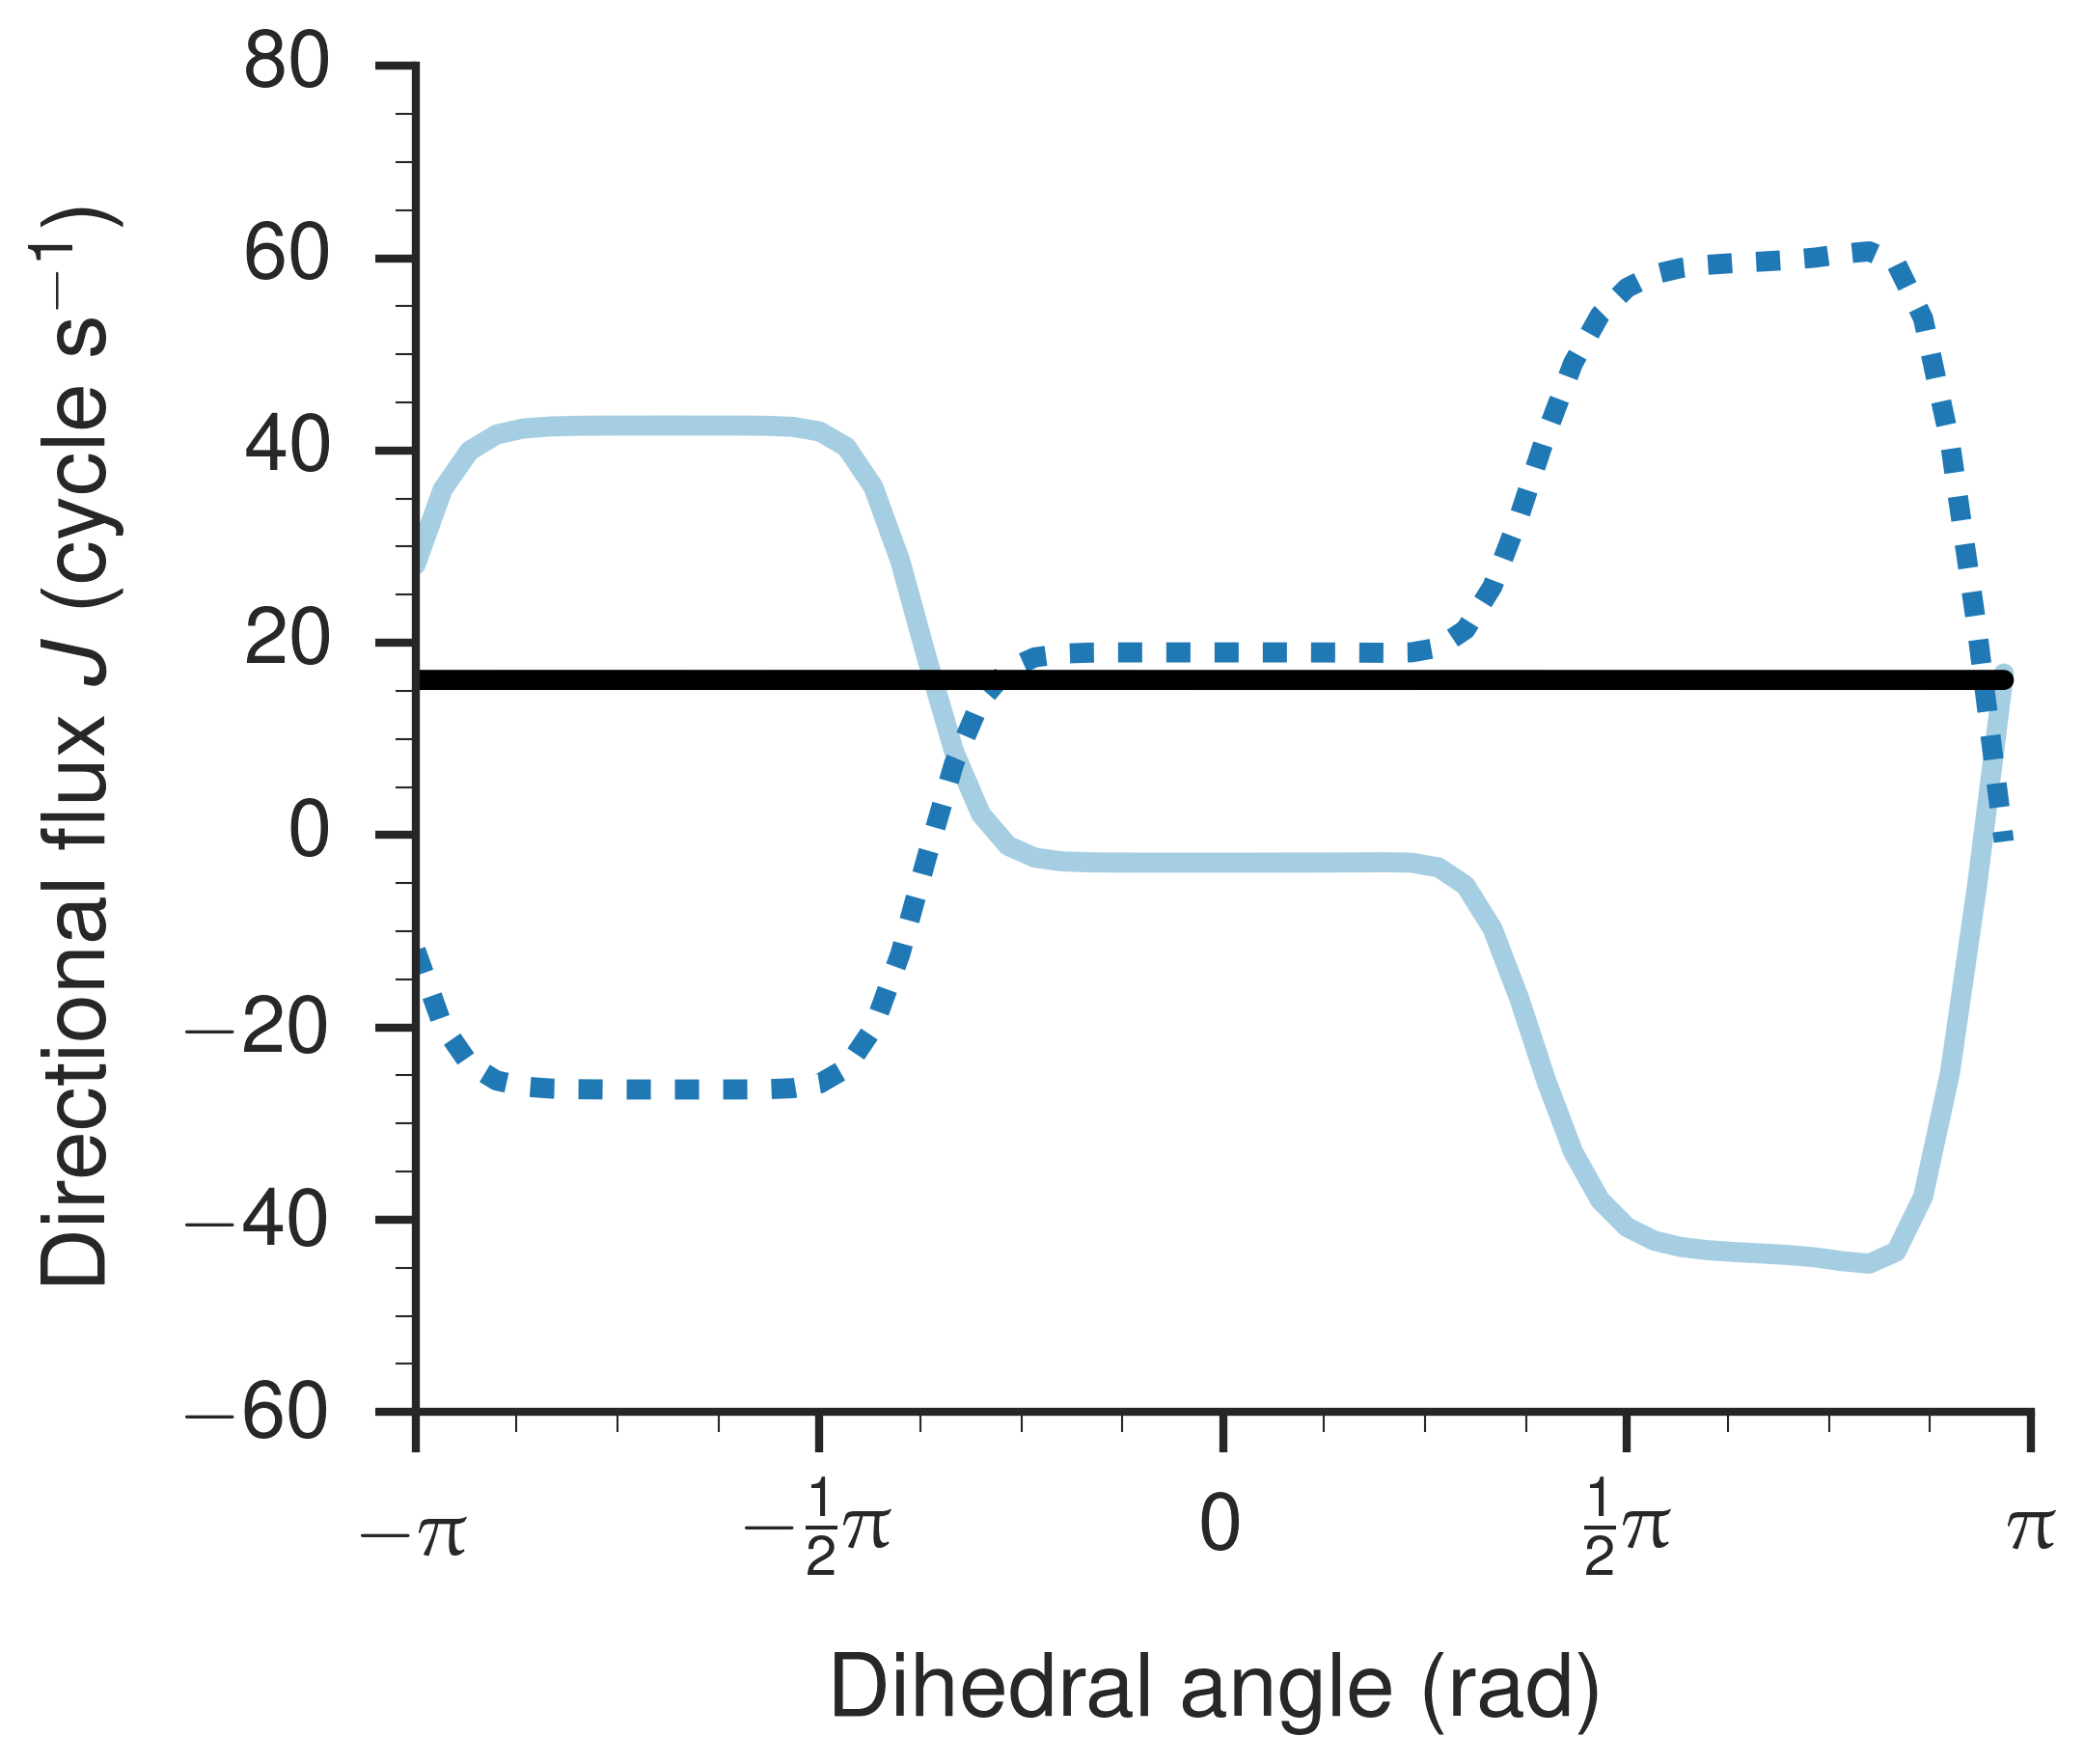 80
60
40
20
0
−20
−40
−60
Directional flux J (cycle s⁻¹)
−π
−½π
0
½π
π
Dihedral angle (rad)